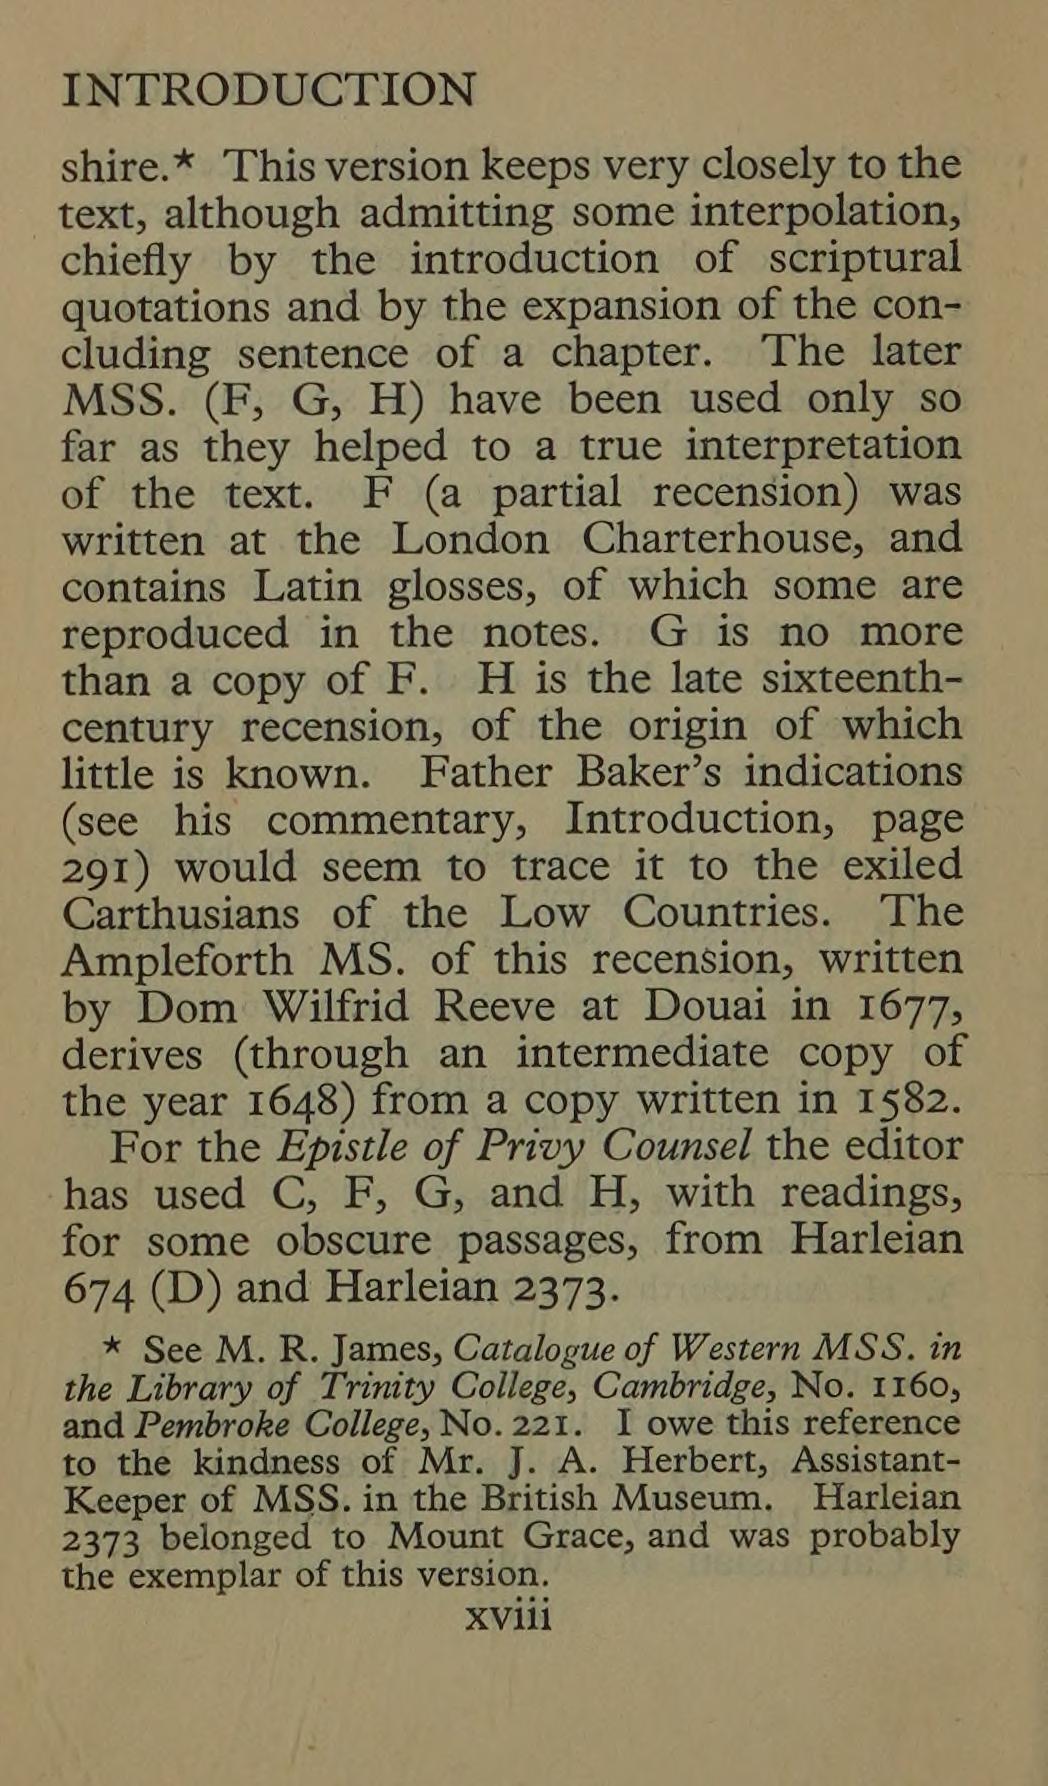 INTRODUCTION
shire.* This version keeps very closely to the
text, although admitting some interpolation,
chiefly by the introduction of scriptural
quotations and by the expansion of the con-
cluding sentence of a chapter. The later
MSS. (F, G, H) have been used only so
far as they helped to a true interpretation
of the text. F (a partial recension) was
written at the London Charterhouse, and
contains Latin glosses, of which some are
reproduced in the notes. G is no more
than a copy of F. H is the late sixteenth-
century recension, of the origin of which
little is known. Father Baker's indications
(see his commentary, Introduction, page
291) would seem to trace it to the exiled
Carthusians of the Low Countries. The
Ampleforth MS. of this recension, written
by Dom Wilfrid Reeve at Douai in 1677,
derives (through an intermediate copy of
the year 1648) from a copy written in 1582.
For the Epistle of Privy Counsel the editor
has used C, F, G, and H, with readings,
for some obscure passages, from Harleian
674 (D) and Harleian 2373.
* See M. R. James, Catalogue of Western MSS. in
the Library of Trinity College, Cambridge, No. 1160,
and Pembroke College, No. 221. I owe this reference
to the kindness of Mr. J. A. Herbert, Assistant-
Keeper of MSS. in the British Museum. Harleian
2373 belonged to Mount Grace, and was probably
the exemplar of this version.
xviii